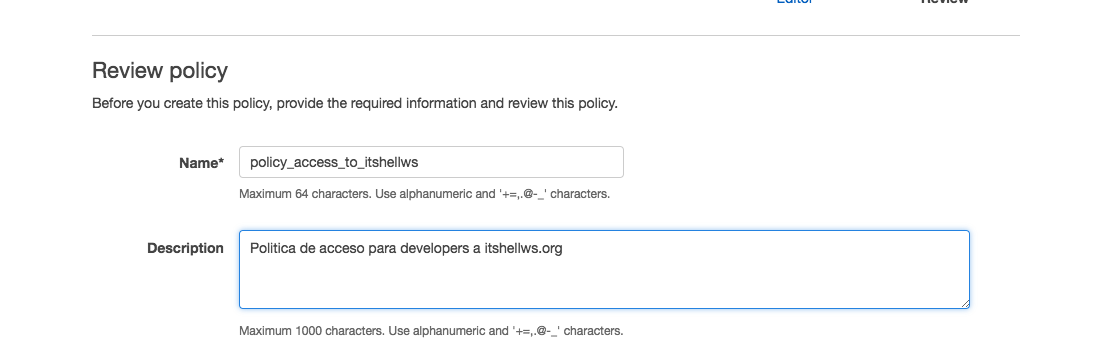 Editor Review
Review policy
Before you create this policy, provide the required information and review this policy.
Name* policy_access_to_itshellws
Maximum 64 characters. Use alphanumeric and '+=,.@-_' characters.
Description Politica de acceso para developers a itshellws.org
Maximum 1000 characters. Use alphanumeric and '+=,.@-_' characters.